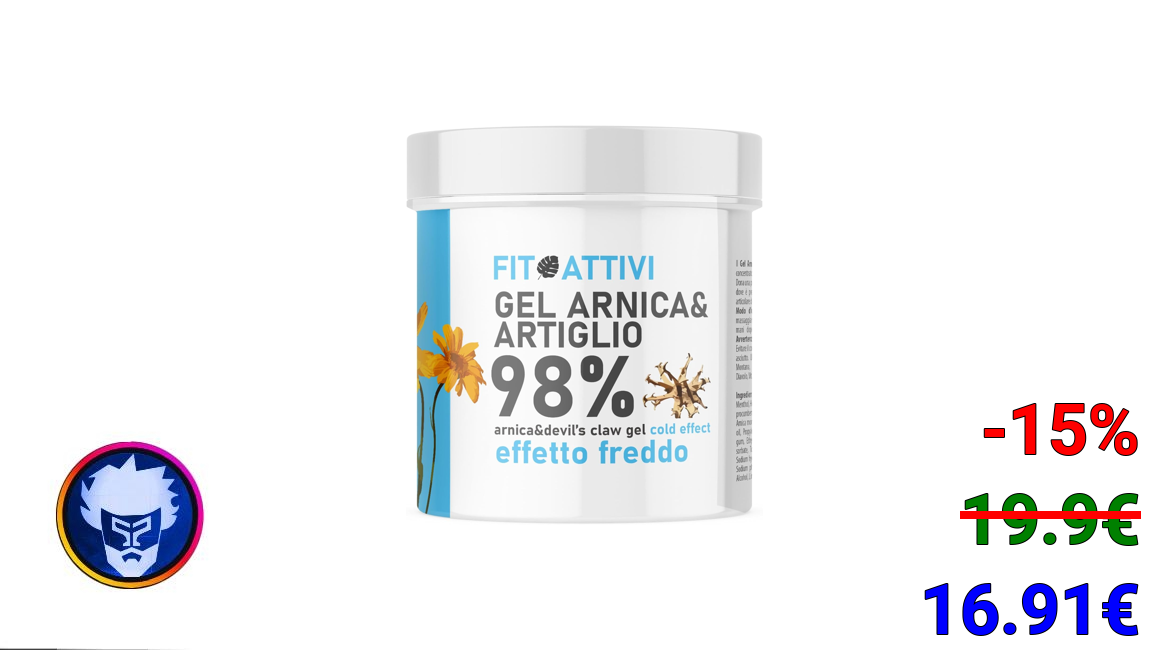 FIT ATTIVI
GEL ARNICA&
ARTIGLIO
98%
arnica&devil's claw gel cold effect
effetto freddo
-15%
19.9€
16.91€